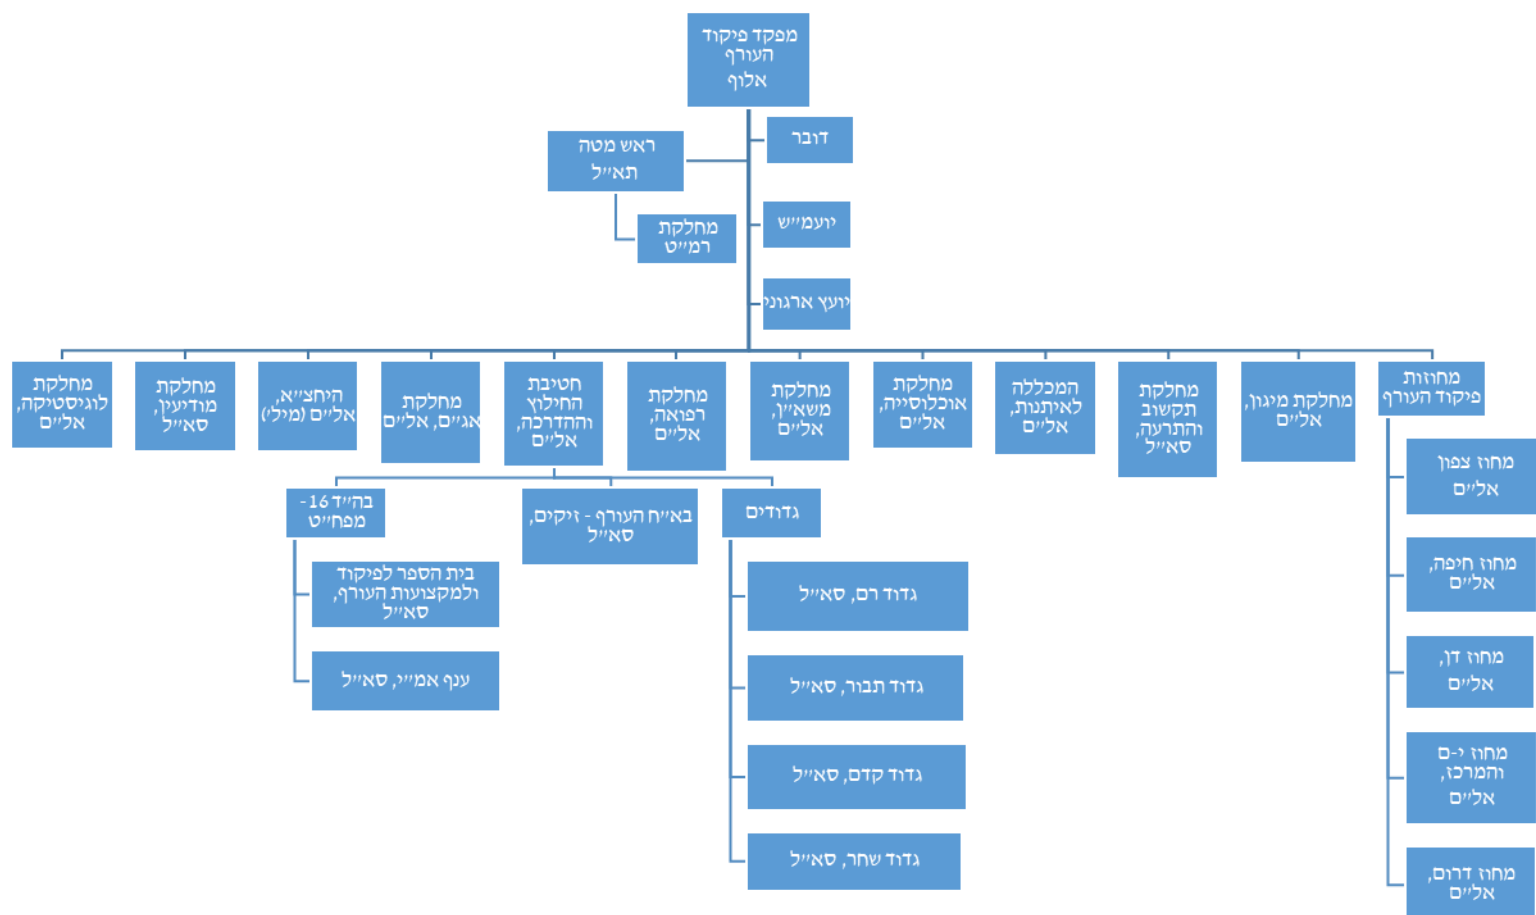 מפקד פיקוד
העורף
אלוף
דובר
ראש מטה
תא״ל
יועמ״ש
מחלקת
רמ״ט
יועץ ארגוני
מחוזות
פיקוד העורף
מחלקת מיגון,
אל״ם
מחלקת
תקשוב
והתרעה,
סא״ל
המכללה
לאיתנות,
אל״ם
מחלקת
אוכלוסייה,
אל״ם
מחלקת
משא״ן,
אל״ם
מחלקת
רפואה,
אל״ם
חטיבת
החילוץ
וההדרכה,
אל״ם
מחלקת
אג״ם, אל״ם
היחצ״א,
אל״ם (מיל׳)
מחלקת
מודיעין,
סא״ל
מחלקת
לוגיסטיקה,
אל״ם
מחוז צפון
אל״ם
מחוז חיפה,
אל״ם
מחוז דן,
אל״ם
מחוז י-ם
והמרכז,
אל״ם
מחוז דרום,
אל״ם
גדודים
גדוד רם, סא״ל
גדוד תבור, סא״ל
גדוד קדם, סא״ל
גדוד שחר, סא״ל
בא״ח העורף - זיקים,
סא״ל
בה״ד 16-
מפח״ט
בית הספר לפיקוד
ולמקצועות העורף,
סא״ל
ענף אמ״י, סא״ל